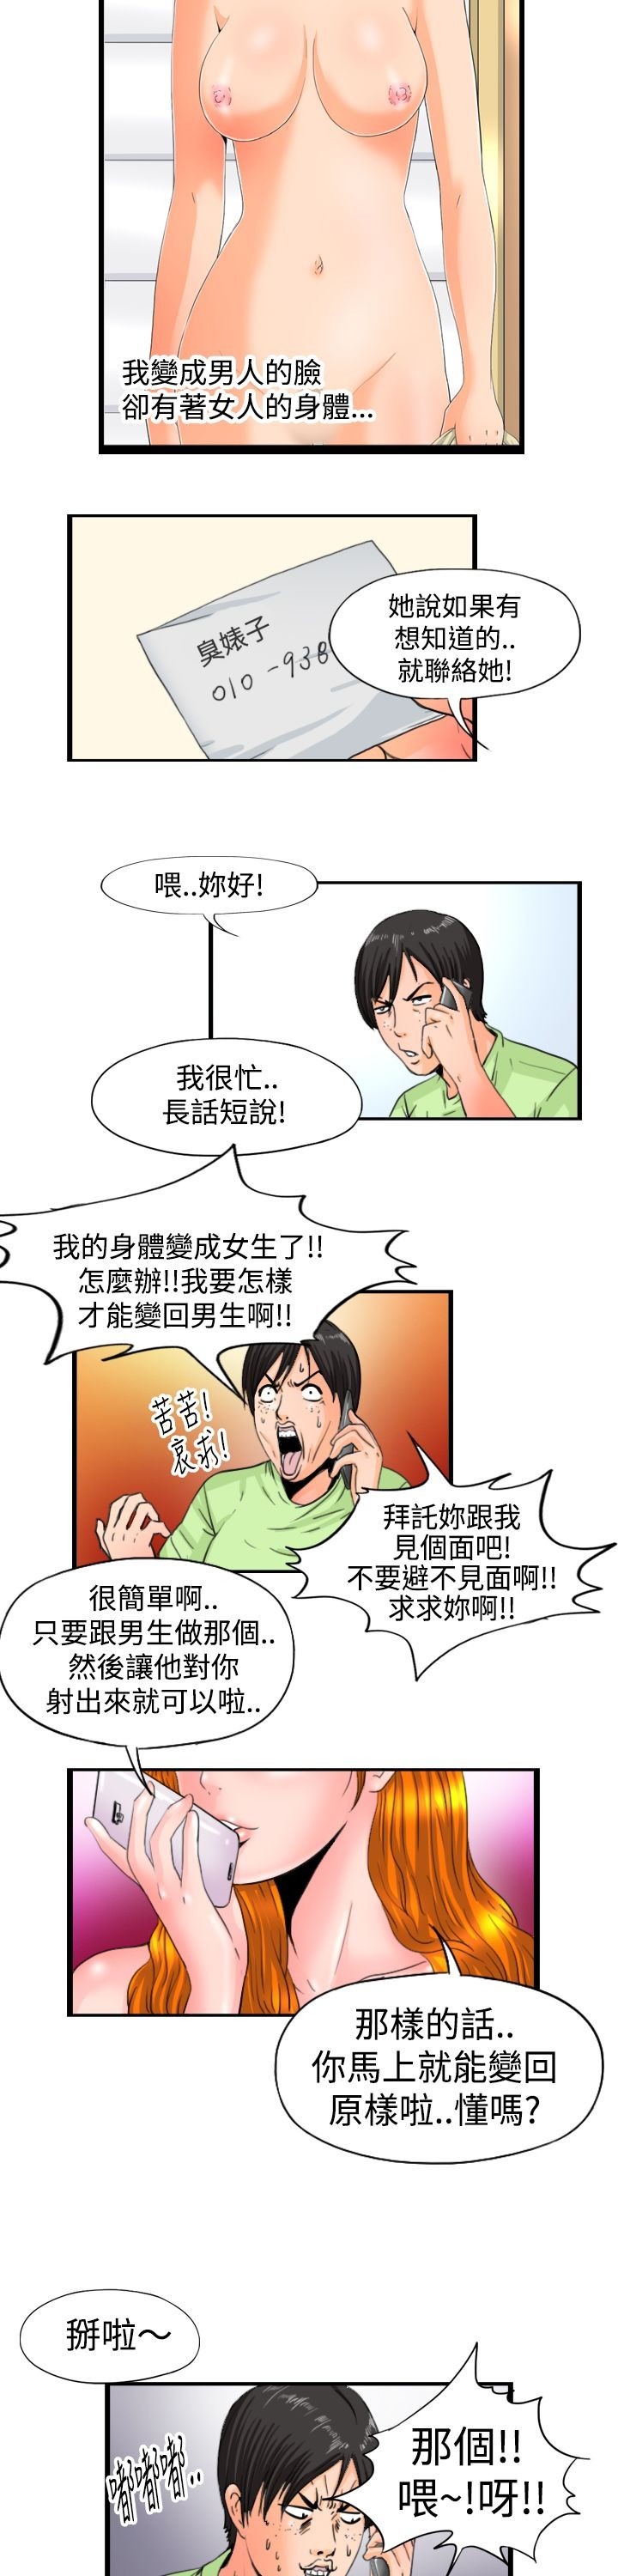 我變成男人的臉
卻有著女人的身體...
臭婊子
010-938
她說如果有
想知道的..
就聯絡她!
喂..妳好!
我很忙..
長話短說!
我的身體變成女生了!!
怎麼辦!!我要怎樣
才能變回男生啊!!
苦苦!
哀求!
拜託妳跟我
見個面吧!
不要避不見面啊!!
求求妳啊!!
很簡單啊..
只要跟男生做那個..
然後讓他對你
射出來就可以啦..
那樣的話..
你馬上就能變回
原樣啦..懂嗎?
掰啦~
嘟嘟嘟..
那個!!
喂~!呀!!